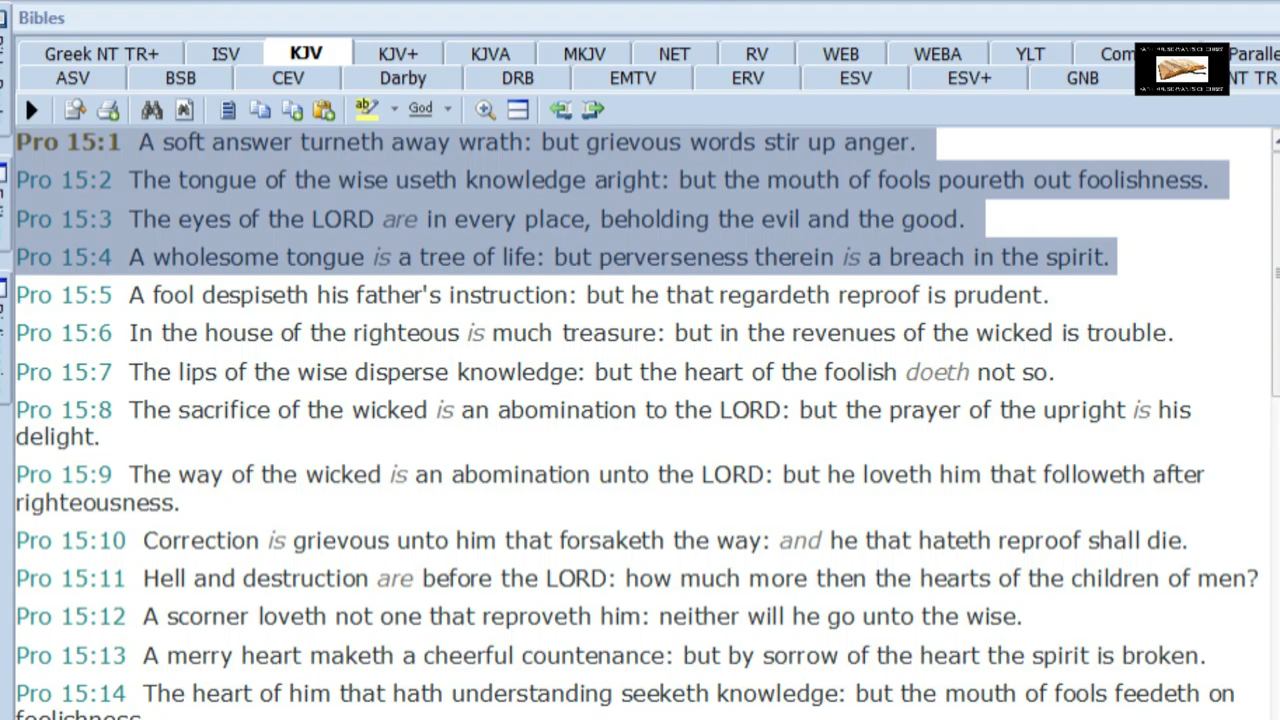 Bibles
Greek NT TR+ ISV KJV KJV+ KJVA MKJV NET RV WEB WEBA YLT Com Paralle
ASV BSB CEV Darby DRB EMTV ERV ESV ESV+ GNB NT TR
ab God
Pro 15:1 A soft answer turneth away wrath: but grievous words stir up anger.
Pro 15:2 The tongue of the wise useth knowledge aright: but the mouth of fools poureth out foolishness.
Pro 15:3 The eyes of the LORD are in every place, beholding the evil and the good.
Pro 15:4 A wholesome tongue is a tree of life: but perverseness therein is a breach in the spirit.
Pro 15:5 A fool despiseth his father's instruction: but he that regardeth reproof is prudent.
Pro 15:6 In the house of the righteous is much treasure: but in the revenues of the wicked is trouble.
Pro 15:7 The lips of the wise disperse knowledge: but the heart of the foolish doeth not so.
Pro 15:8 The sacrifice of the wicked is an abomination to the LORD: but the prayer of the upright is his
delight.
Pro 15:9 The way of the wicked is an abomination unto the LORD: but he loveth him that followeth after
righteousness.
Pro 15:10 Correction is grievous unto him that forsaketh the way: and he that hateth reproof shall die.
Pro 15:11 Hell and destruction are before the LORD: how much more then the hearts of the children of men?
Pro 15:12 A scorner loveth not one that reproveth him: neither will he go unto the wise.
Pro 15:13 A merry heart maketh a cheerful countenance: but by sorrow of the heart the spirit is broken.
Pro 15:14 The heart of him that hath understanding seeketh knowledge: but the mouth of fools feedeth on
foolishness.